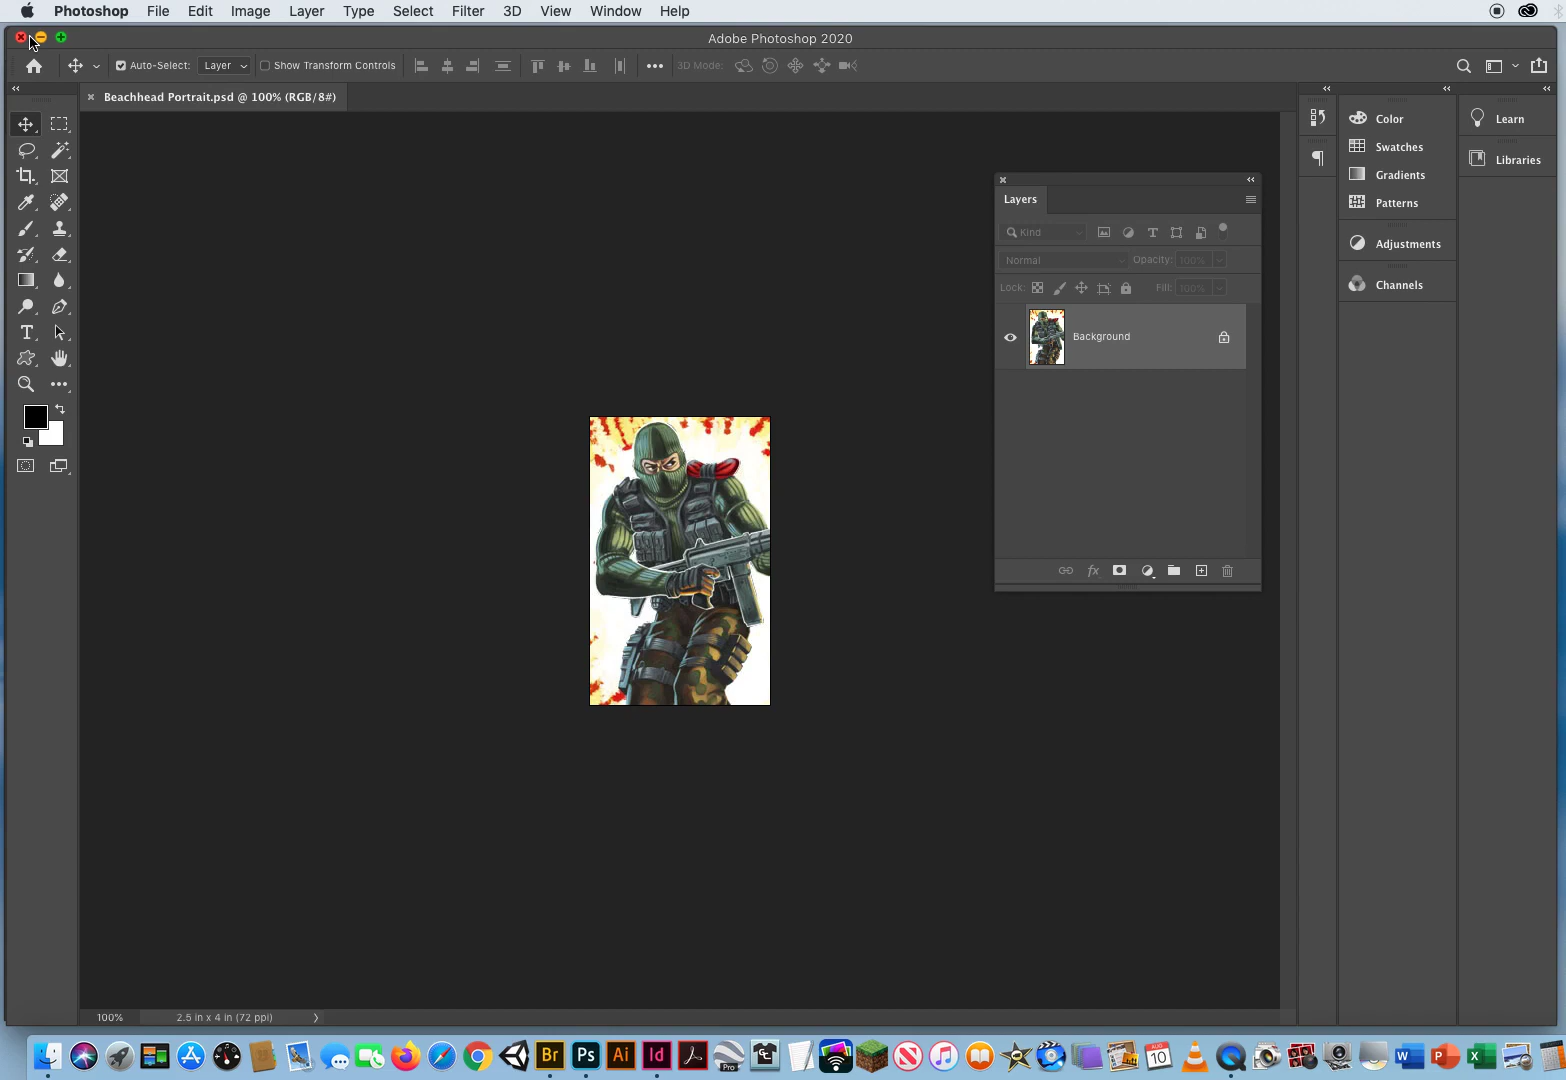 Photoshop File Edit Image Layer Type Select Filter 3D View Window Help
Adobe Photoshop 2020
Auto-Select: Layer Show Transform Controls 3D Mode:
Beachhead Portrait.psd @ 100% (RGB/8#)
Color
Swatches
Gradients
Patterns
Adjustments
Channels
Learn
Libraries
Layers
Kind
Normal Opacity: 100%
Lock: Fill: 100%
Background
100% 2.5 in x 4 in (72 ppi)
Br Ps Ai Id Pro AUG 10 W P X